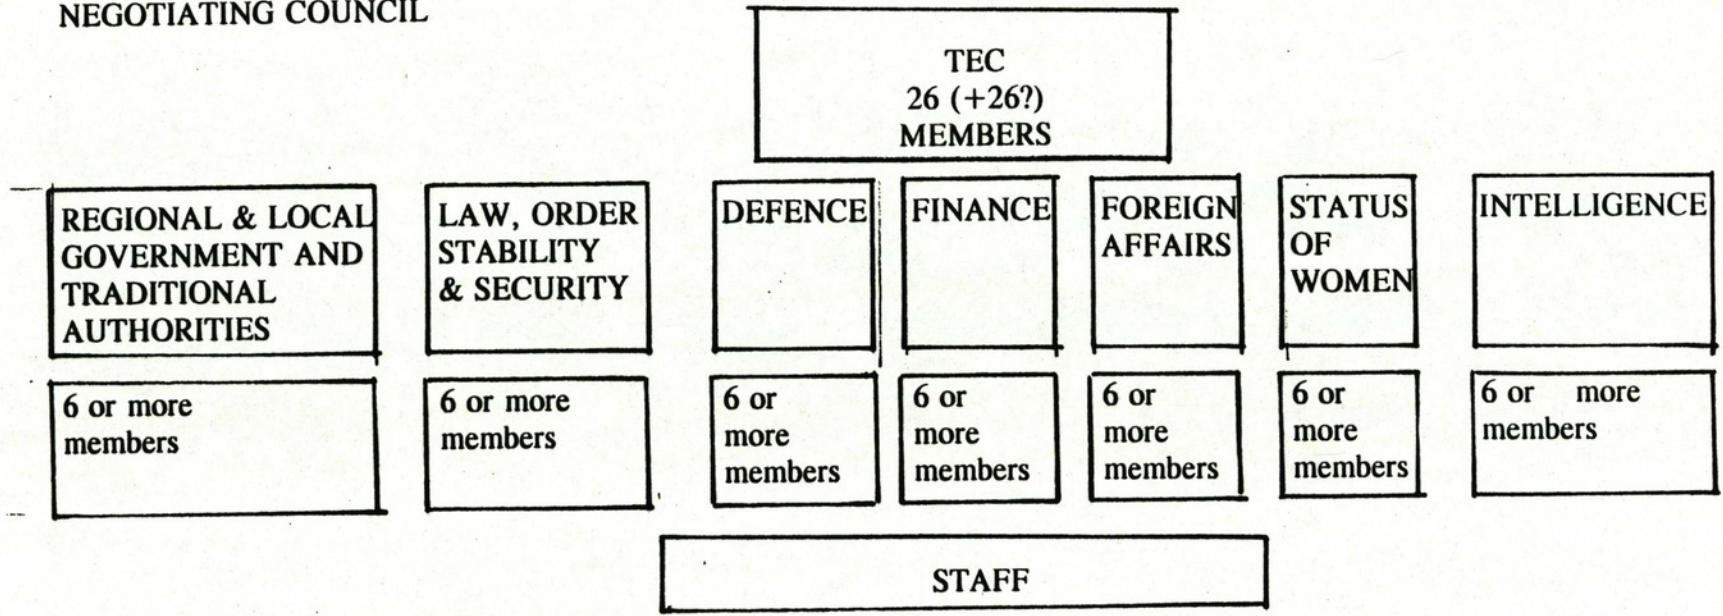 NEGOTIATING COUNCIL
TEC
26 (+26?)
MEMBERS
REGIONAL & LOCAL
GOVERNMENT AND
TRADITIONAL
AUTHORITIES
LAW, ORDER
STABILITY
& SECURITY
DEFENCE
FINANCE
FOREIGN
AFFAIRS
STATUS
OF
WOMEN
INTELLIGENCE
6 or more
members
6 or more
members
6 or
more
members
6 or
more
members
6 or
more
members
6 or
more
members
6 or more
members
STAFF